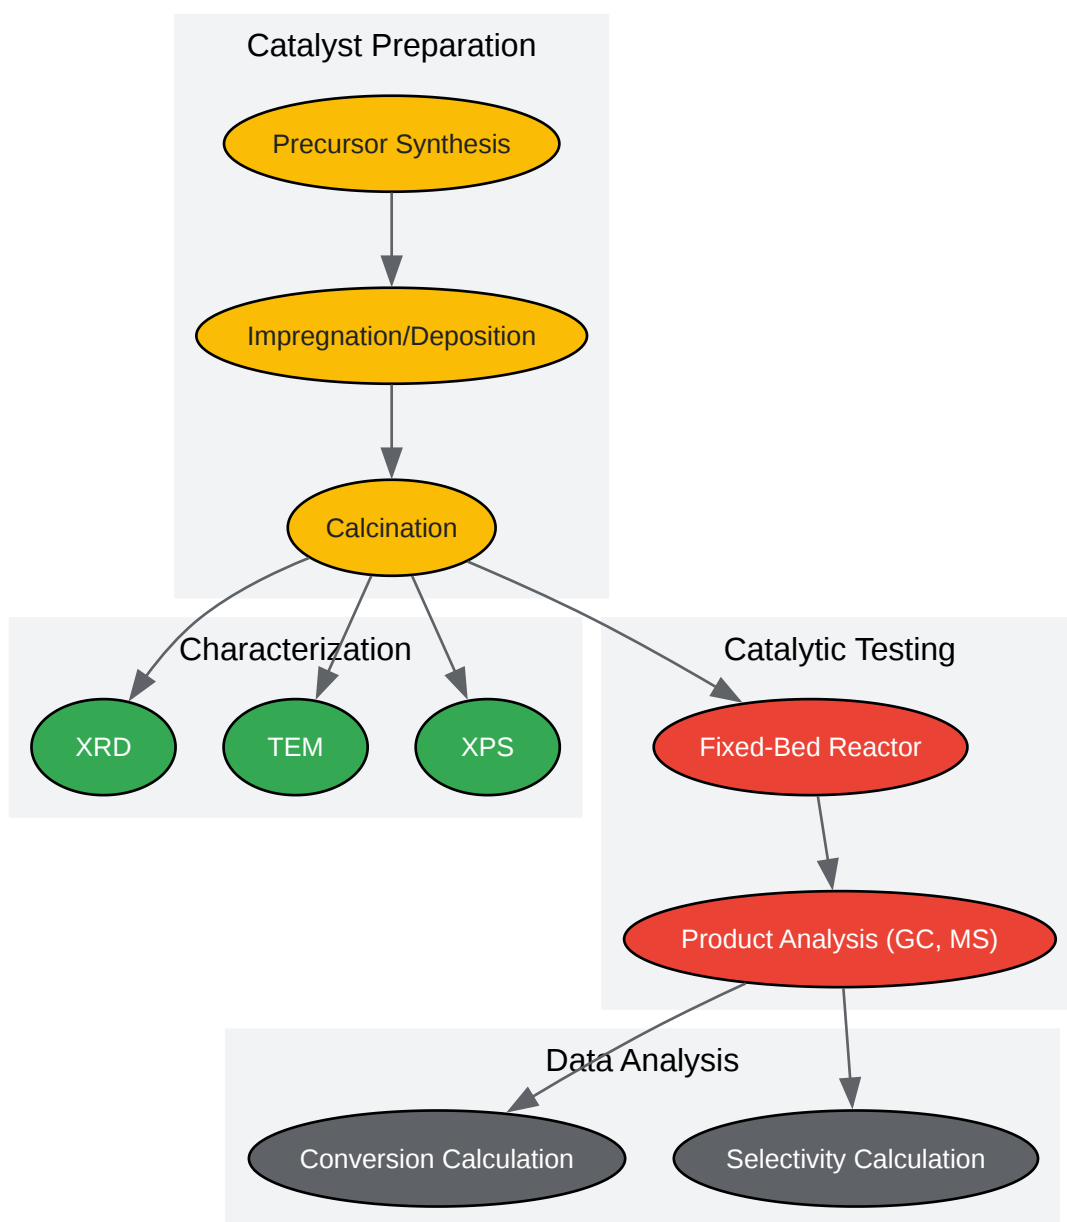 Catalyst Preparation
Precursor Synthesis
Impregnation/Deposition
Calcination
Characterization
XRD
TEM
XPS
Catalytic Testing
Fixed-Bed Reactor
Product Analysis (GC, MS)
Data Analysis
Conversion Calculation
Selectivity Calculation